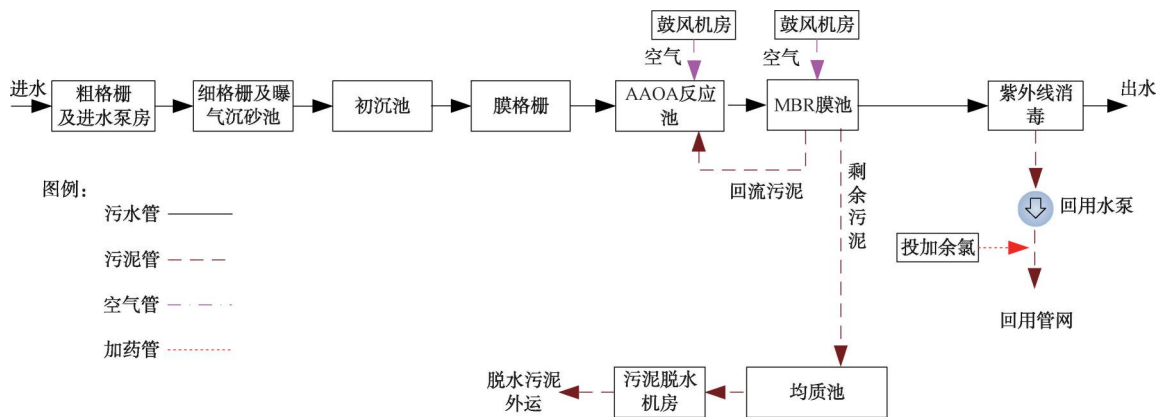 鼓风机房
鼓风机房
空气
空气
进水
粗格栅
及进水泵房
细格栅及曝
气沉砂池
初沉池
膜格栅
AAOA反应
池
MBR膜池
紫外线消
毒
出水
回流污泥
剩余污泥
图例：
污水管
污泥管
空气管
加药管
回用水泵
投加余氯
回用管网
脱水污泥
外运
污泥脱水
机房
均质池